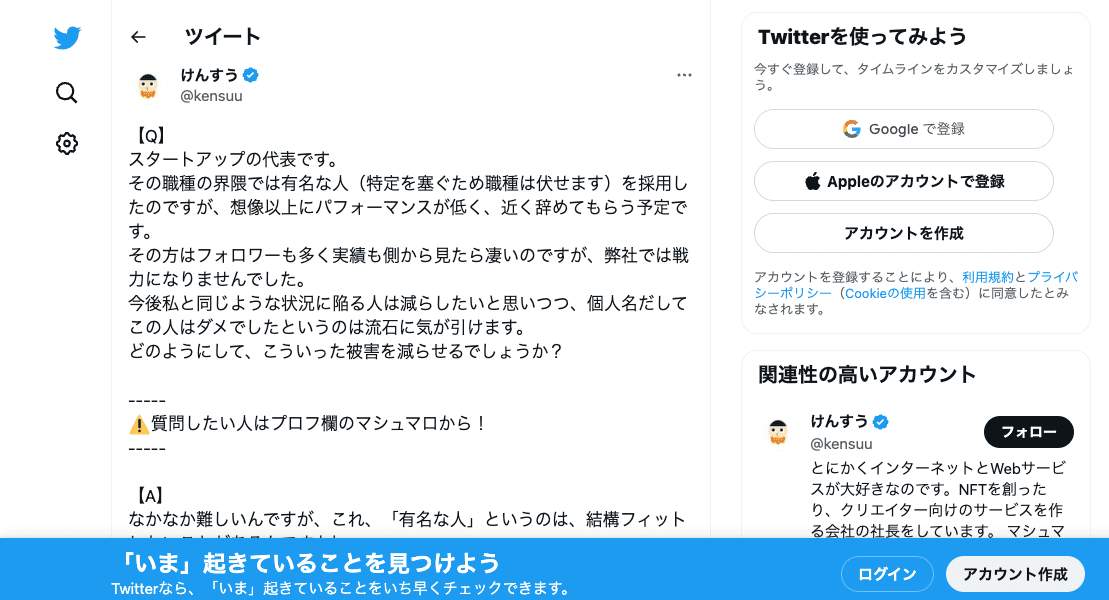 ツイート
けんすう
@kensuu
【Q】
スタートアップの代表です。
その職種の界隈では有名な人（特定を塞ぐため職種は伏せます）を採用し
たのですが、想像以上にパフォーマンスが低く、近く辞めてもらう予定で
す。
その方はフォロワーも多く実績も側から見たら凄いのですが、弊社では戦
力になりませんでした。
今後私と同じような状況に陥る人は減らしたいと思いつつ、個人名だして
この人はダメでしたというのは流石に気が引けます。
どのようにして、こういった被害を減らせるでしょうか？
-----
⚠️質問したい人はプロフ欄のマシュマロから！
-----
【A】
なかなか難しいんですが、これ、「有名な人」というのは、結構フィット
Twitterを使ってみよう
今すぐ登録して、タイムラインをカスタマイズしましょ
う。
Google で登録
Appleのアカウントで登録
アカウントを作成
アカウントを登録することにより、利用規約とプライバ
シーポリシー（Cookieの使用を含む）に同意したとみ
なされます。
関連性の高いアカウント
けんすう
@kensuu
フォロー
とにかくインターネットとWebサービ
スが大好きなのです。NFTを創った
り、クリエイター向けのサービスを作
る会社の社長をしています。 マシュマ
「いま」起きていることを見つけよう
Twitterなら、「いま」起きていることをいち早くチェックできます。
ログイン
アカウント作成